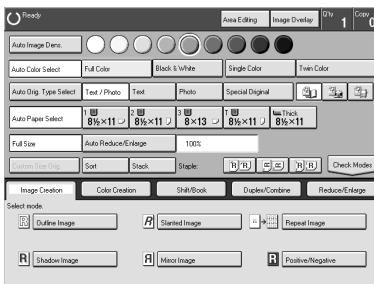 Ready Area Editing Image Overlay Q'ty 1 Copy 0
Auto Image Dens.
Auto Color Select Full Color Black & White Single Color Twin Color
Auto Orig. Type Select Text / Photo Text Photo Special Original
Auto Paper Select 1 8½×11 2 8½×11 3 8×13 T 8½×11 Thick 8½×11
Full Size Auto Reduce/Enlarge 100%
Custom Size Orig. Sort Stack Staple: Check Modes
Image Creation Color Creation Shift/Book Duplex/Combine Reduce/Enlarge
Select mode.
R Outline Image R Slanted Image Repeat Image
R Shadow Image R Mirror Image R Positive/Negative